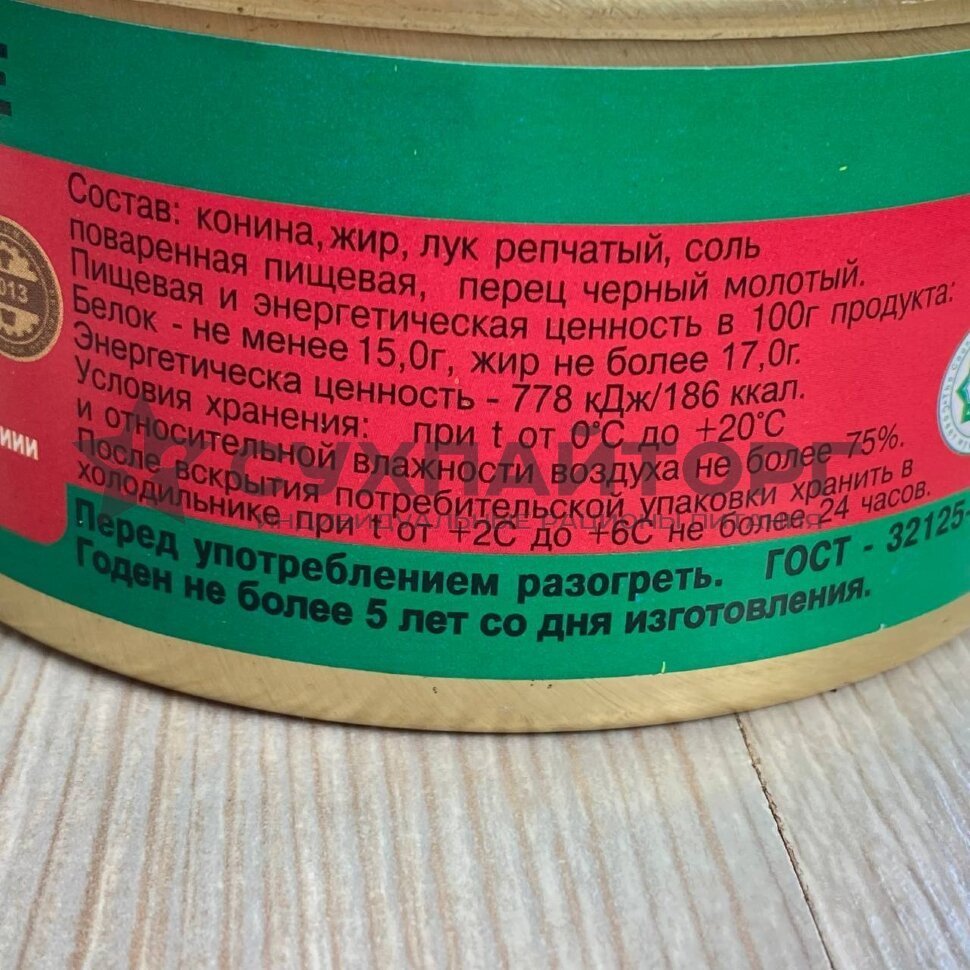 Состав: конина, жир, лук репчатый, соль
поваренная пищевая, перец черный молотый.
Пищевая и энергетическая ценность в 100г продукта:
Белок - не менее 15,0г, жир не более 17,0г.
Энергетическа ценность - 778 кДж/186 ккал.
Условия хранения: при t от 0°С до +20°С
и относительной влажности воздуха не более 75%.
После вскрытия потребительской упаковки хранить в
холодильнике при t от +2С до +6С не более 24 часов.
Перед употреблением разогреть. ГОСТ - 32125-
Годен не более 5 лет со дня изготовления.
СУХПАЙТОРГ
ИНДИВИДУАЛЬНЫЕ РАЦИОНЫ ПИТАНИЯ